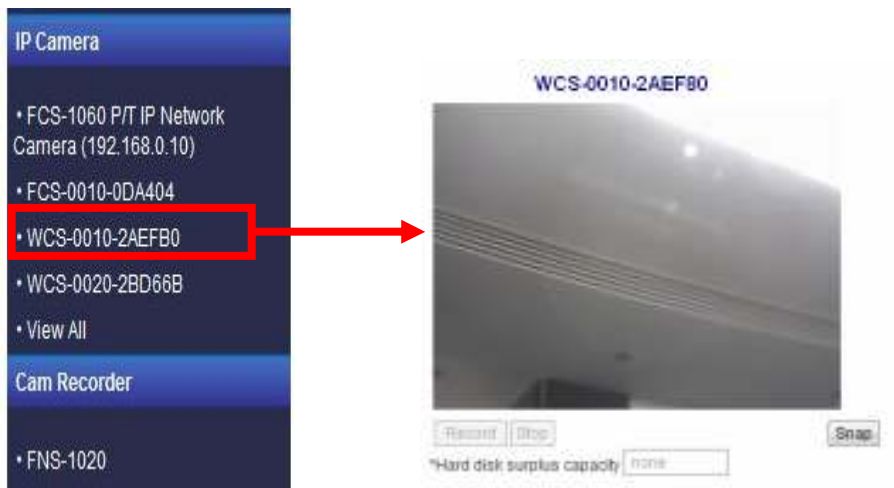 IP Camera
• FCS-1060 P/T IP Network
Camera (192.168.0.10)
• FCS-0010-0DA404
• WCS-0010-2AEFB0
• WCS-0020-2BD66B
• View All
Cam Recorder
• FNS-1020
WCS-0010-2AEFB0
Record Stop
Snap
*Hard disk surplus capacity none